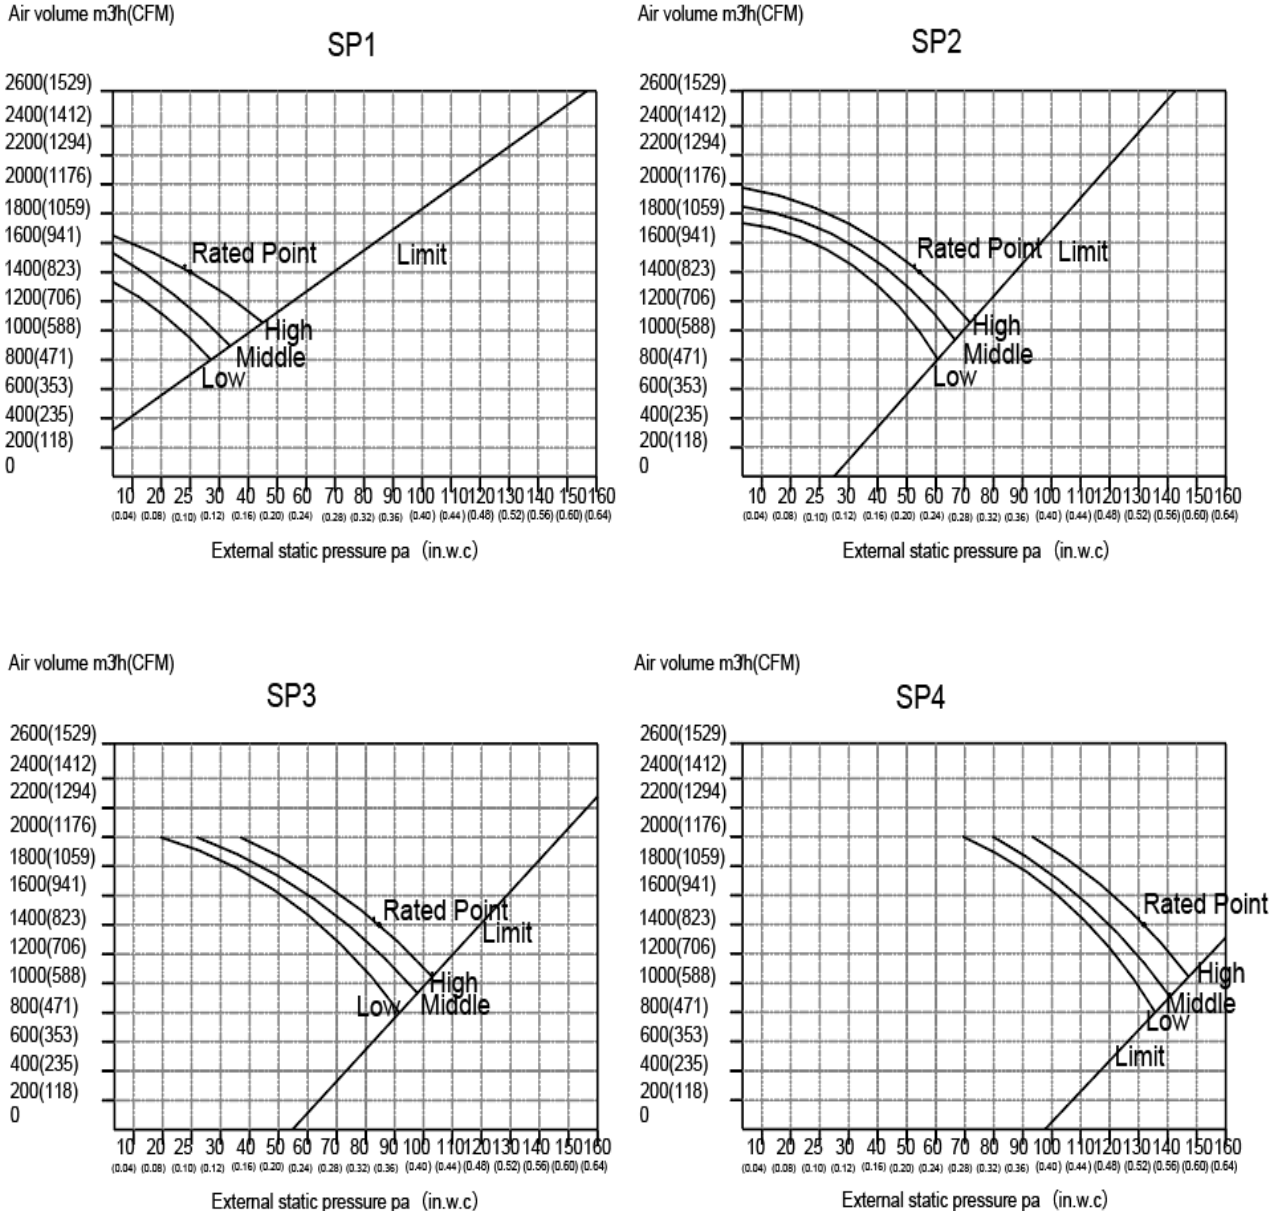 Air volume m3/h(CFM)
SP1
2600(1529)
2400(1412)
2200(1294)
2000(1176)
1800(1059)
1600(941)
1400(823)
1200(706)
1000(588)
800(471)
600(353)
400(235)
200(118)
0
Rated Point
Limit
High
Middle
Low
10 20 25 30 40 50 60 70 80 90 100 110 120 130 140 150 160
(0.04) (0.08) (0.10) (0.12) (0.16) (0.20) (0.24) (0.28) (0.32) (0.36) (0.40) (0.44) (0.48) (0.52) (0.56) (0.60) (0.64)
External static pressure pa (in.w.c)
Air volume m3/h(CFM)
SP2
2600(1529)
2400(1412)
2200(1294)
2000(1176)
1800(1059)
1600(941)
1400(823)
1200(706)
1000(588)
800(471)
600(353)
400(235)
200(118)
0
Rated Point
Limit
High
Middle
Low
10 20 25 30 40 50 60 70 80 90 100 110 120 130 140 150 160
(0.04) (0.08) (0.10) (0.12) (0.16) (0.20) (0.24) (0.28) (0.32) (0.36) (0.40) (0.44) (0.48) (0.52) (0.56) (0.60) (0.64)
External static pressure pa (in.w.c)
Air volume m3/h(CFM)
SP3
2600(1529)
2400(1412)
2200(1294)
2000(1176)
1800(1059)
1600(941)
1400(823)
1200(706)
1000(588)
800(471)
600(353)
400(235)
200(118)
0
Rated Point
Limit
High
Middle
Low
10 20 25 30 40 50 60 70 80 90 100 110 120 130 140 150 160
(0.04) (0.08) (0.10) (0.12) (0.16) (0.20) (0.24) (0.28) (0.32) (0.36) (0.40) (0.44) (0.48) (0.52) (0.56) (0.60) (0.64)
External static pressure pa (in.w.c)
Air volume m3/h(CFM)
SP4
2600(1529)
2400(1412)
2200(1294)
2000(1176)
1800(1059)
1600(941)
1400(823)
1200(706)
1000(588)
800(471)
600(353)
400(235)
200(118)
0
Rated Point
High
Middle
Low
Limit
10 20 25 30 40 50 60 70 80 90 100 110 120 130 140 150 160
(0.04) (0.08) (0.10) (0.12) (0.16) (0.20) (0.24) (0.28) (0.32) (0.36) (0.40) (0.44) (0.48) (0.52) (0.56) (0.60) (0.64)
External static pressure pa (in.w.c)